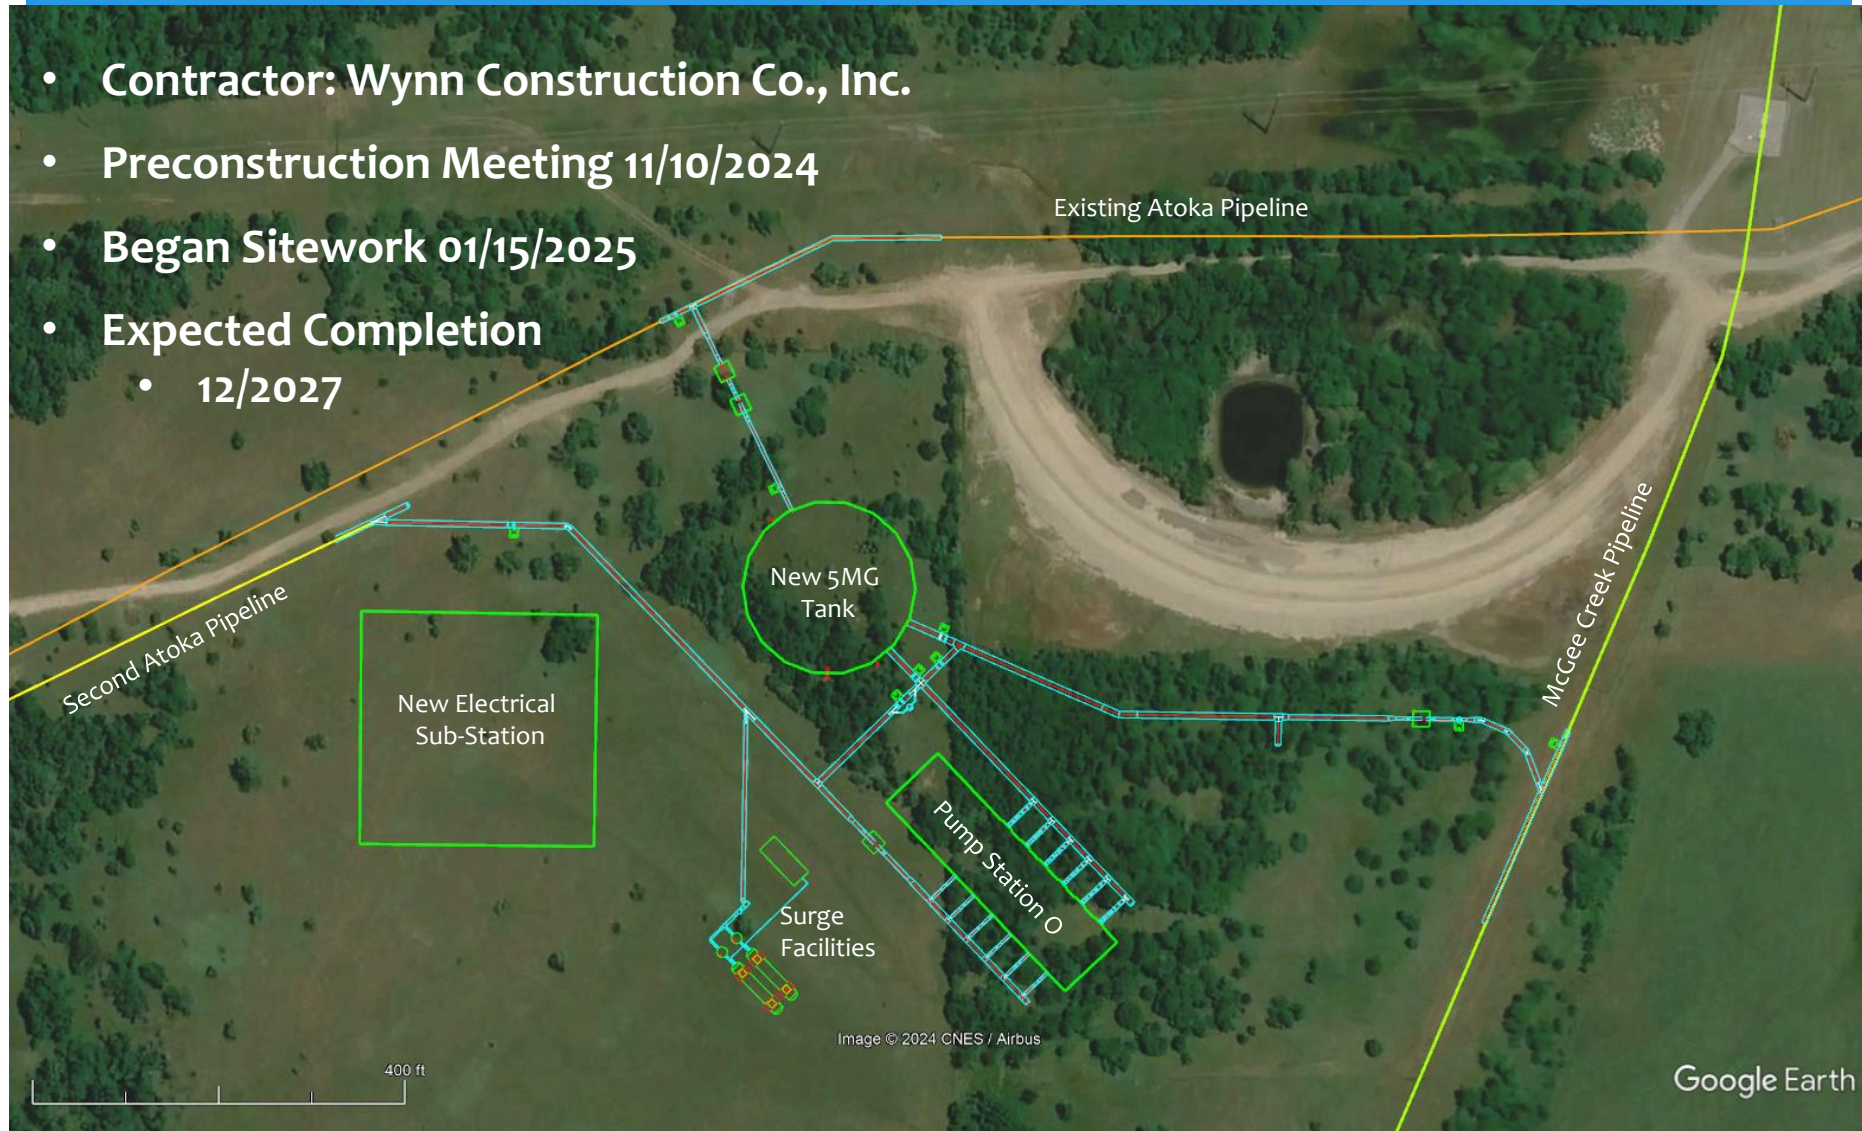 • Contractor: Wynn Construction Co., Inc.
• Preconstruction Meeting 11/10/2024
• Began Sitework 01/15/2025
• Expected Completion
• 12/2027
Existing Atoka Pipeline
McGee Creek Pipeline
New 5MG
Tank
Second Atoka Pipeline
New Electrical
Sub-Station
Pump Station O
Surge
Facilities
Image © 2024 CNES / Airbus
400 ft
Google Earth